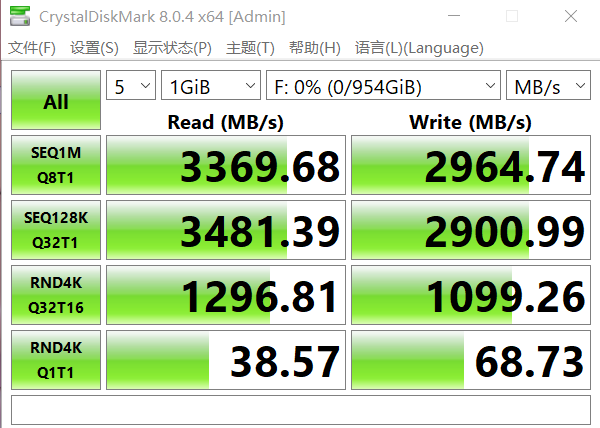 CrystalDiskMark 8.0.4 x64 [Admin]
文件(F) 设置(S) 显示状态(P) 主题(T) 帮助(H) 语言(L)(Language)
All 5 1GiB F: 0% (0/954GiB) MB/s
Read (MB/s) Write (MB/s)
SEQ1M
Q8T1 3369.68 2964.74
SEQ128K
Q32T1 3481.39 2900.99
RND4K
Q32T16 1296.81 1099.26
RND4K
Q1T1 38.57 68.73